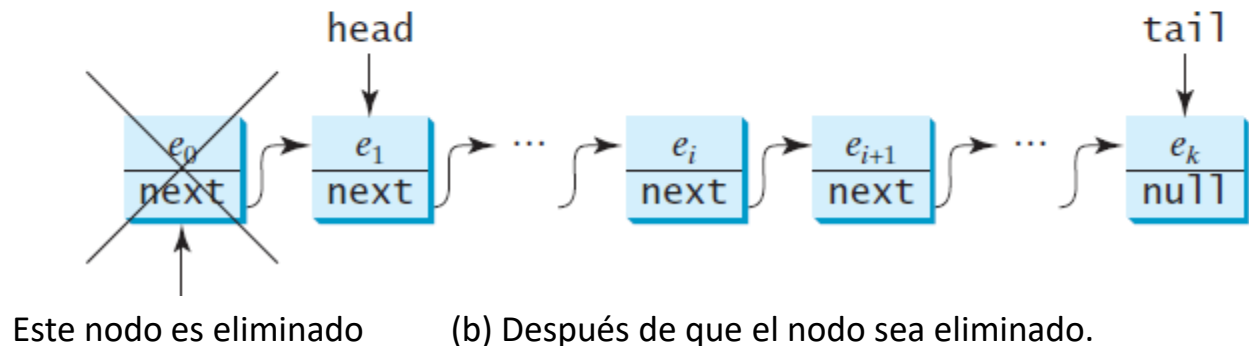 head tail
e0 e1 ... ei ei+1 ... ek
next next next next null
Este nodo es eliminado (b) Después de que el nodo sea eliminado.